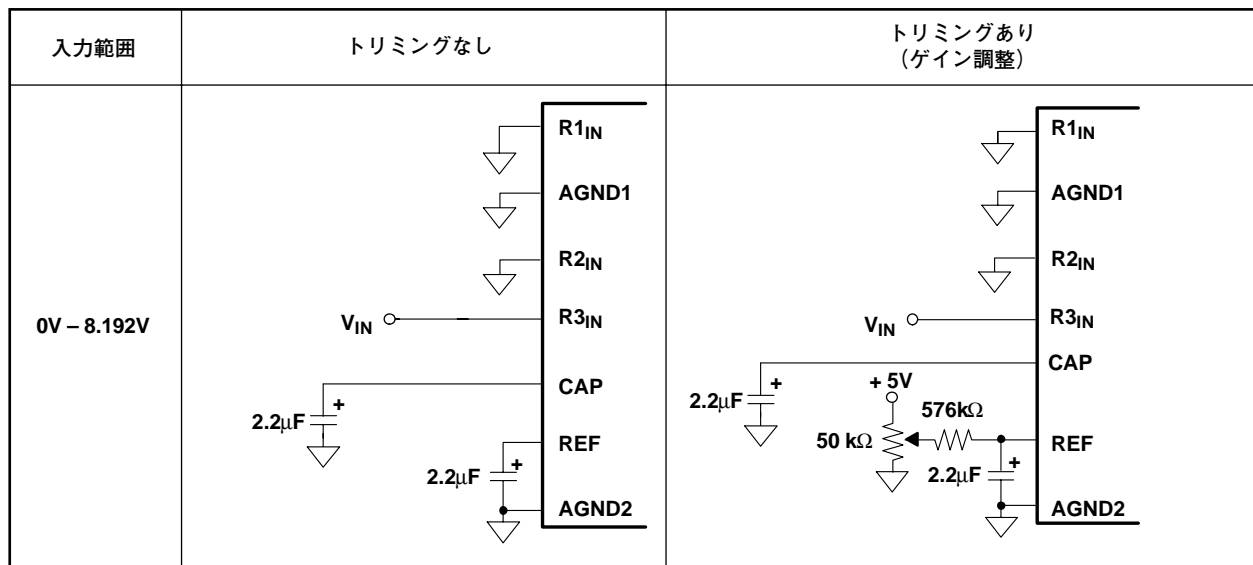 入力範囲
トリミングなし
トリミングあり
（ゲイン調整）
0V – 8.192V
R1IN
AGND1
R2IN
VIN
R3IN
CAP
+
2.2μF
REF
+
2.2μF
AGND2
R1IN
AGND1
R2IN
VIN
R3IN
CAP
+
2.2μF
+ 5V
576kΩ
50 kΩ
REF
+
2.2μF
AGND2